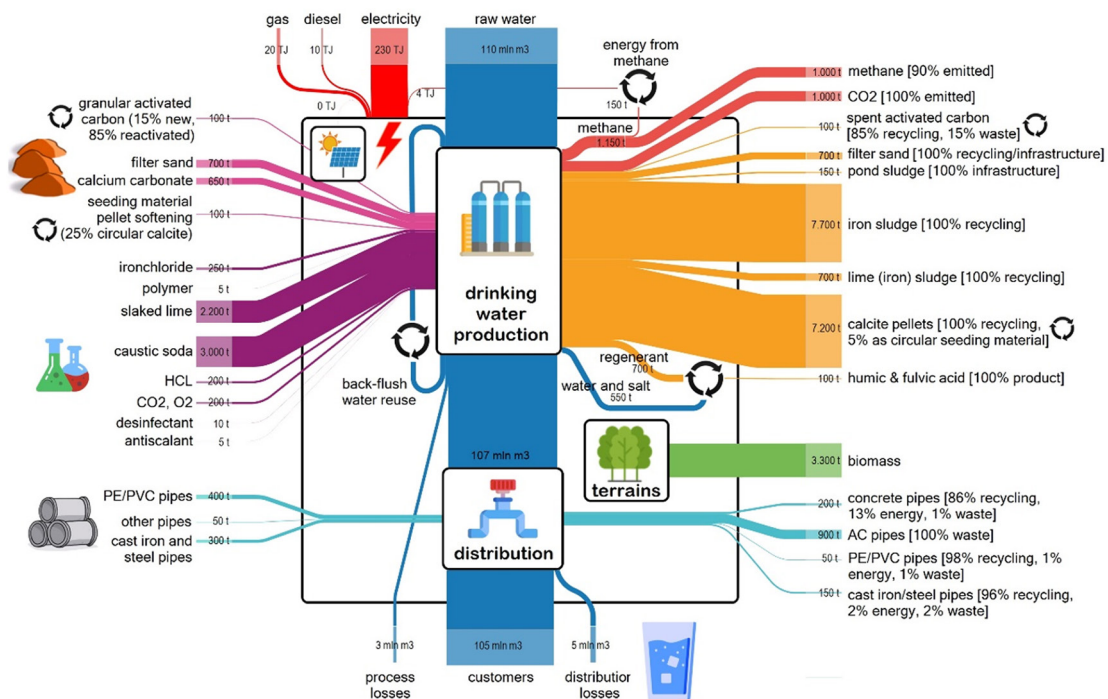 gas
diesel
electricity
raw water
20 TJ
10 TJ
230 TJ
110 mln m3
energy from
methane
0 TJ
4 TJ
150 t
granular activated
carbon (15% new,
85% reactivated)
100 t
filter sand
700 t
calcium carbonate
650 t
seeding material
pellet softening
(25% circular calcite)
100 t
ironchloride
250 t
polymer
5 t
slaked lime
2.200 t
caustic soda
3.000 t
HCL
200 t
CO2, O2
200 t
desinfectant
10 t
antiscalant
5 t
back-flush
water reuse
drinking
water
production
methane
1.150 t
1.000 t
methane [90% emitted]
1.000 t
CO2 [100% emitted]
100 t
spent activated carbon
[85% recycling, 15% waste]
700 t
filter sand [100% recycling/infrastructure]
150 t
pond sludge [100% infrastructure]
7.700 t
iron sludge [100% recycling]
700 t
lime (iron) sludge [100% recycling]
7.200 t
calcite pellets [100% recycling,
5% as circular seeding material]
regenerant
700 t
water and salt
550 t
100 t
humic & fulvic acid [100% product]
107 mln m3
terrains
3.300 t
biomass
PE/PVC pipes
400 t
other pipes
50 t
cast iron and
steel pipes
300 t
distribution
200 t
concrete pipes [86% recycling,
13% energy, 1% waste]
900 t
AC pipes [100% waste]
50 t
PE/PVC pipes [98% recycling, 1%
energy, 1% waste]
150 t
cast iron/steel pipes [96% recycling,
2% energy, 2% waste]
3 mln m3
105 mln m3
5 mln m3
process
losses
customers
distributior
losses